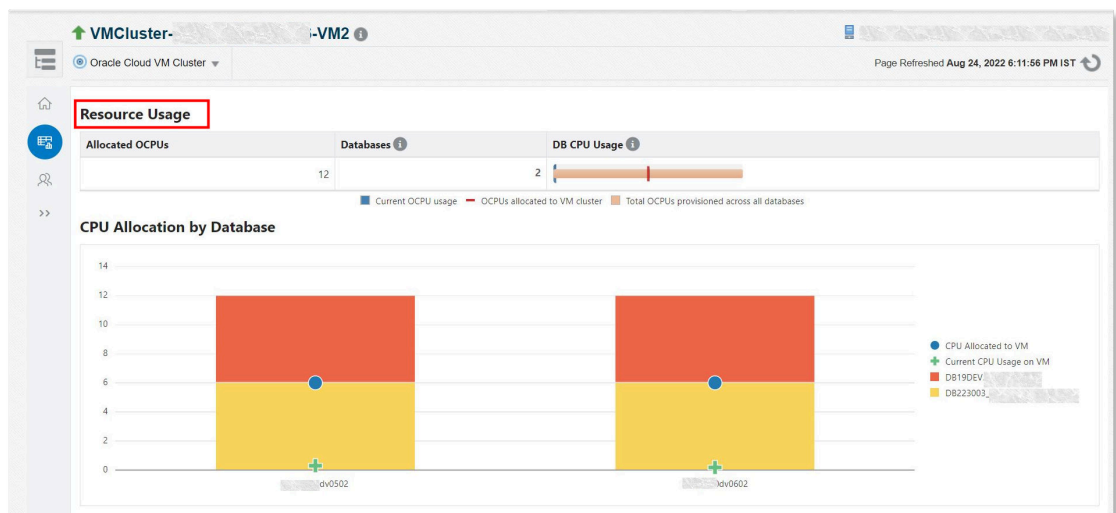 VMCluster- -VM2
Oracle Cloud VM Cluster
Page Refreshed Aug 24, 2022 6:11:56 PM IST
Resource Usage
Allocated OCPUs Databases DB CPU Usage
12 2
Current OCPU usage OCPUs allocated to VM cluster Total OCPUs provisioned across all databases
CPU Allocation by Database
14
12
10
8
6
4
2
0
dv0502
dv0602
CPU Allocated to VM
Current CPU Usage on VM
DB19DEV
DB223003_